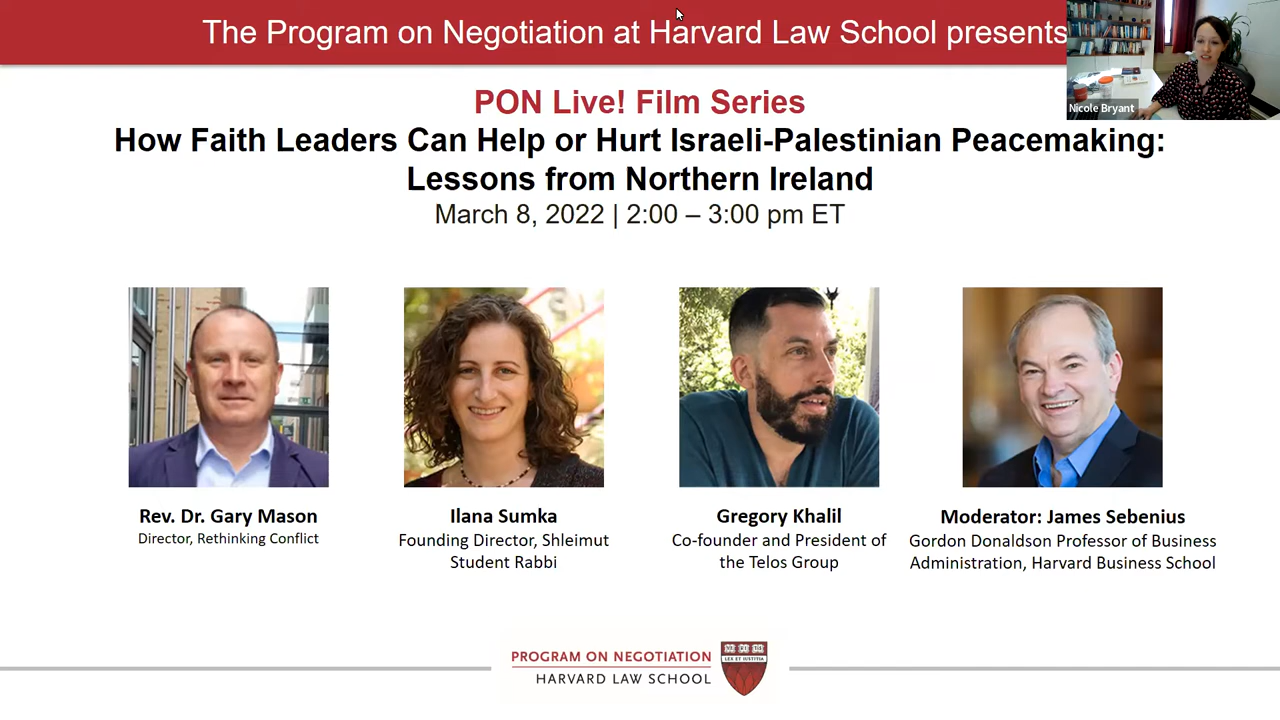 The Program on Negotiation at Harvard Law School presents
Nicole Bryant
PON Live! Film Series
How Faith Leaders Can Help or Hurt Israeli-Palestinian Peacemaking:
Lessons from Northern Ireland
March 8, 2022 | 2:00 – 3:00 pm ET
Rev. Dr. Gary Mason
Director, Rethinking Conflict
Ilana Sumka
Founding Director, Shleimut
Student Rabbi
Gregory Khalil
Co-founder and President of
the Telos Group
Moderator: James Sebenius
Gordon Donaldson Professor of Business
Administration, Harvard Business School
PROGRAM ON NEGOTIATION
HARVARD LAW SCHOOL
LEX ET IUSTITIA